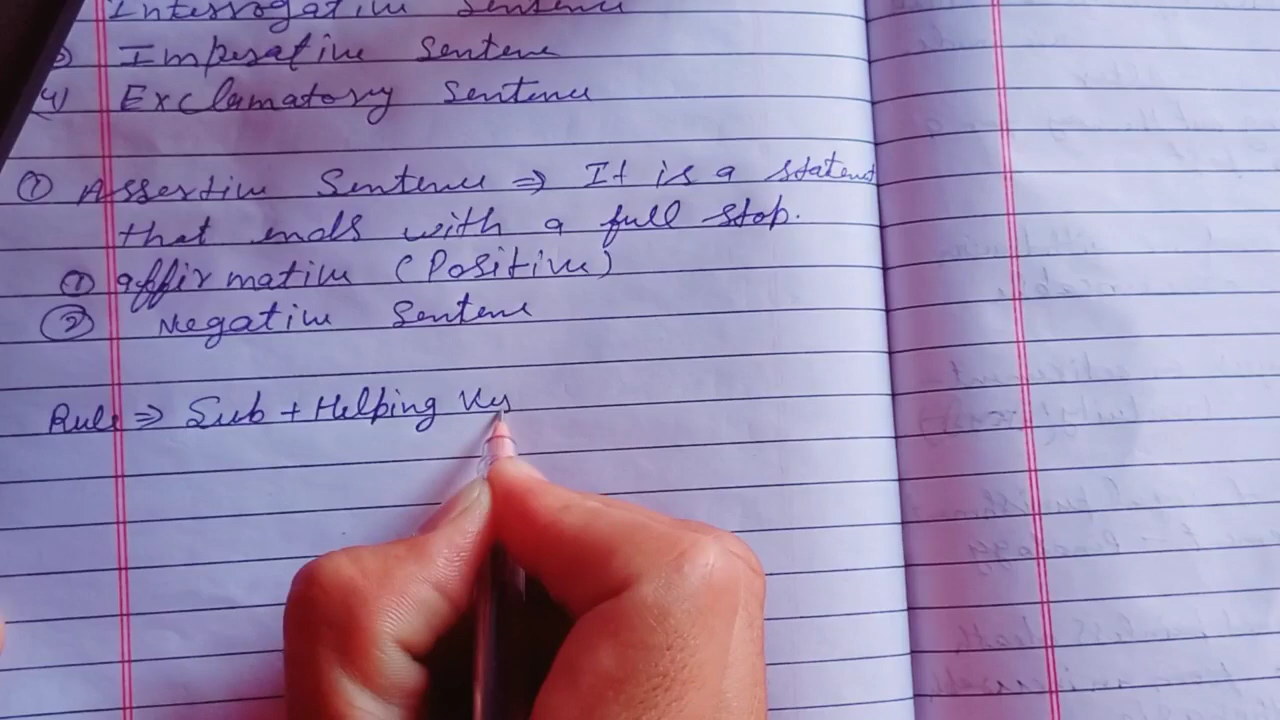 Interrogative Sentence
3) Imperative Sentence
4) Exclamatory Sentence
① Assertive Sentence ⇒ It is a statement
that ends with a full stop.
① affirmative (Positive)
② Negative Sentence
Rule ⇒ Sub + Helping Ver